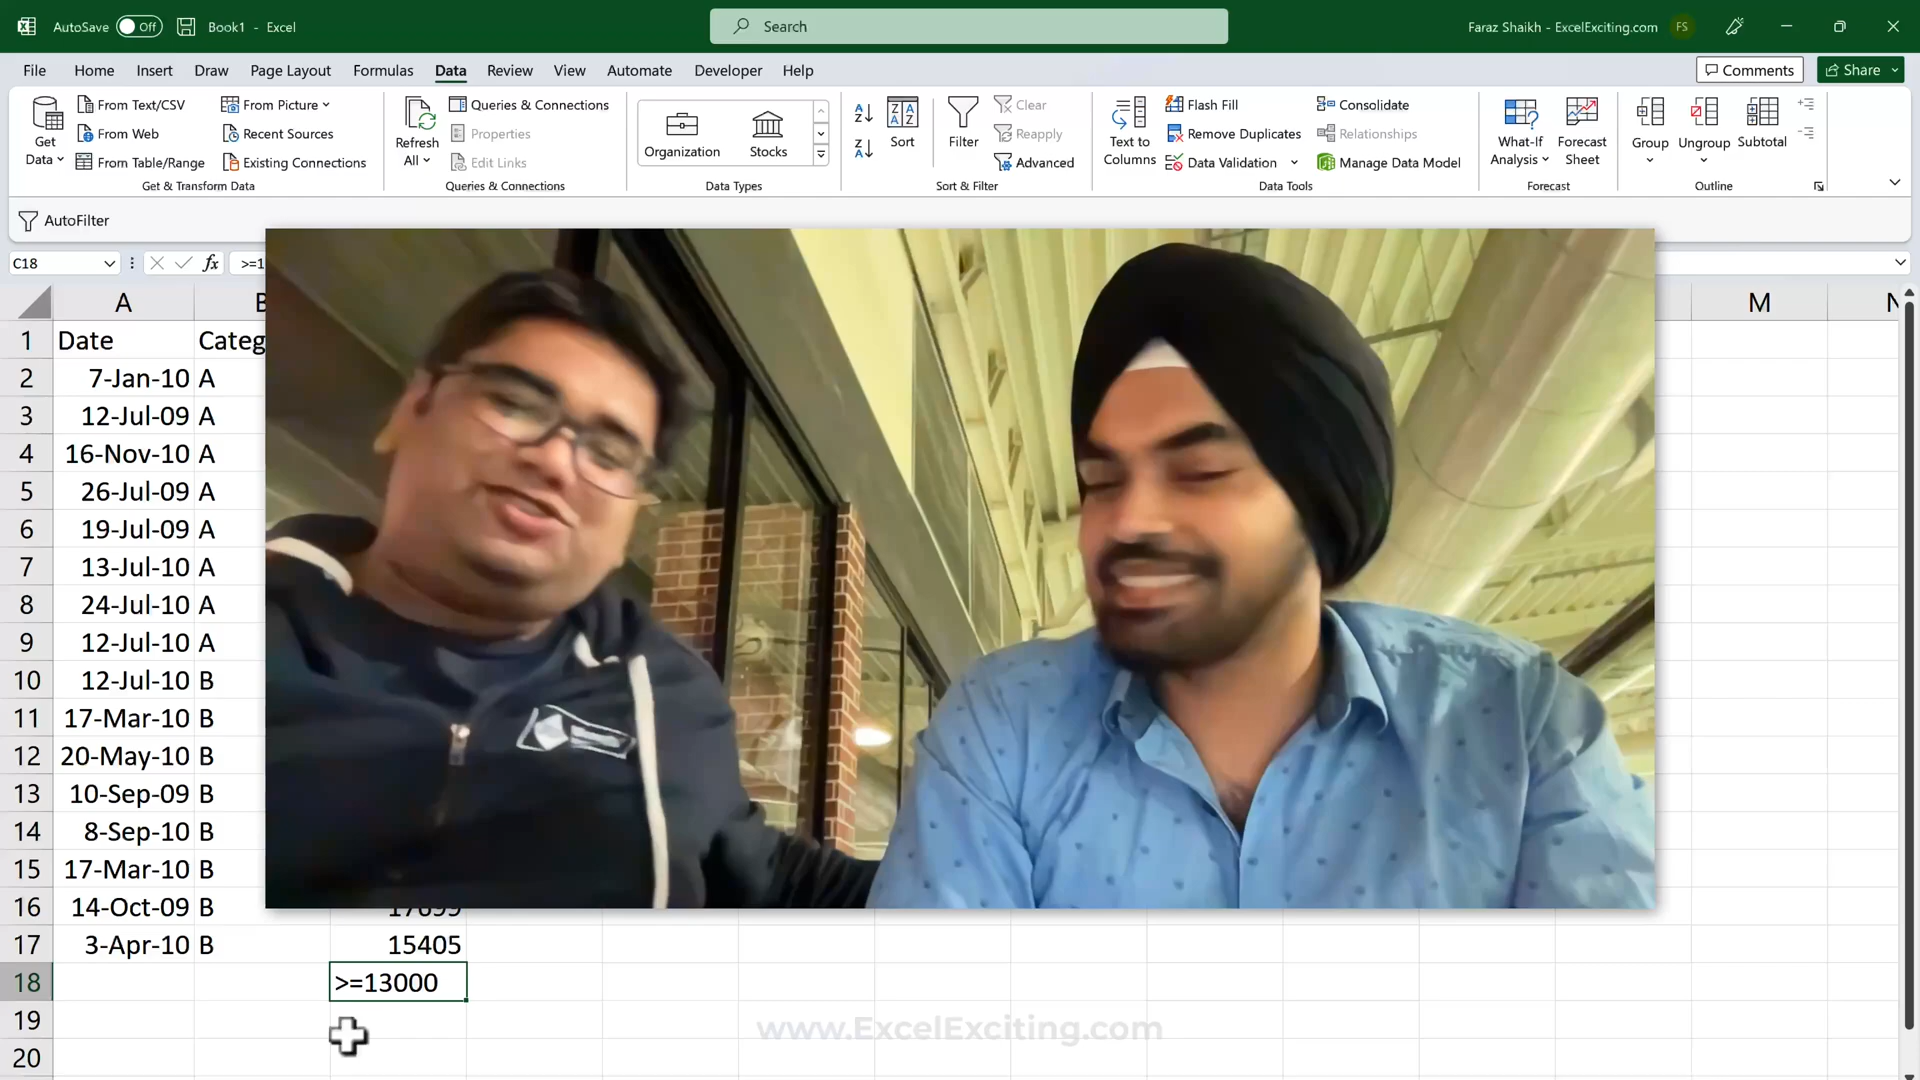 AutoSave Off Book1 - Excel Search Faraz Shaikh - ExcelExciting.com FS
File Home Insert Draw Page Layout Formulas Data Review View Automate Developer Help Comments Share
Get Data
From Text/CSV
From Web
From Table/Range
From Picture
Recent Sources
Existing Connections
Get & Transform Data
Refresh All
Queries & Connections
Properties
Edit Links
Queries & Connections
Organization
Stocks
Data Types
Sort
Filter
Clear
Reapply
Advanced
Sort & Filter
Text to Columns
Flash Fill
Remove Duplicates
Data Validation
Consolidate
Relationships
Manage Data Model
Data Tools
What-If Analysis
Forecast Sheet
Forecast
Group
Ungroup
Subtotal
Outline
AutoFilter
C18 fx >=1
A B M N
1 Date Categ
2 7-Jan-10 A
3 12-Jul-09 A
4 16-Nov-10 A
5 26-Jul-09 A
6 19-Jul-09 A
7 13-Jul-10 A
8 24-Jul-10 A
9 12-Jul-10 A
10 12-Jul-10 B
11 17-Mar-10 B
12 20-May-10 B
13 10-Sep-09 B
14 8-Sep-10 B
15 17-Mar-10 B
16 14-Oct-09 B 17699
17 3-Apr-10 B 15405
18 >=13000
19
20
www.ExcelExciting.com